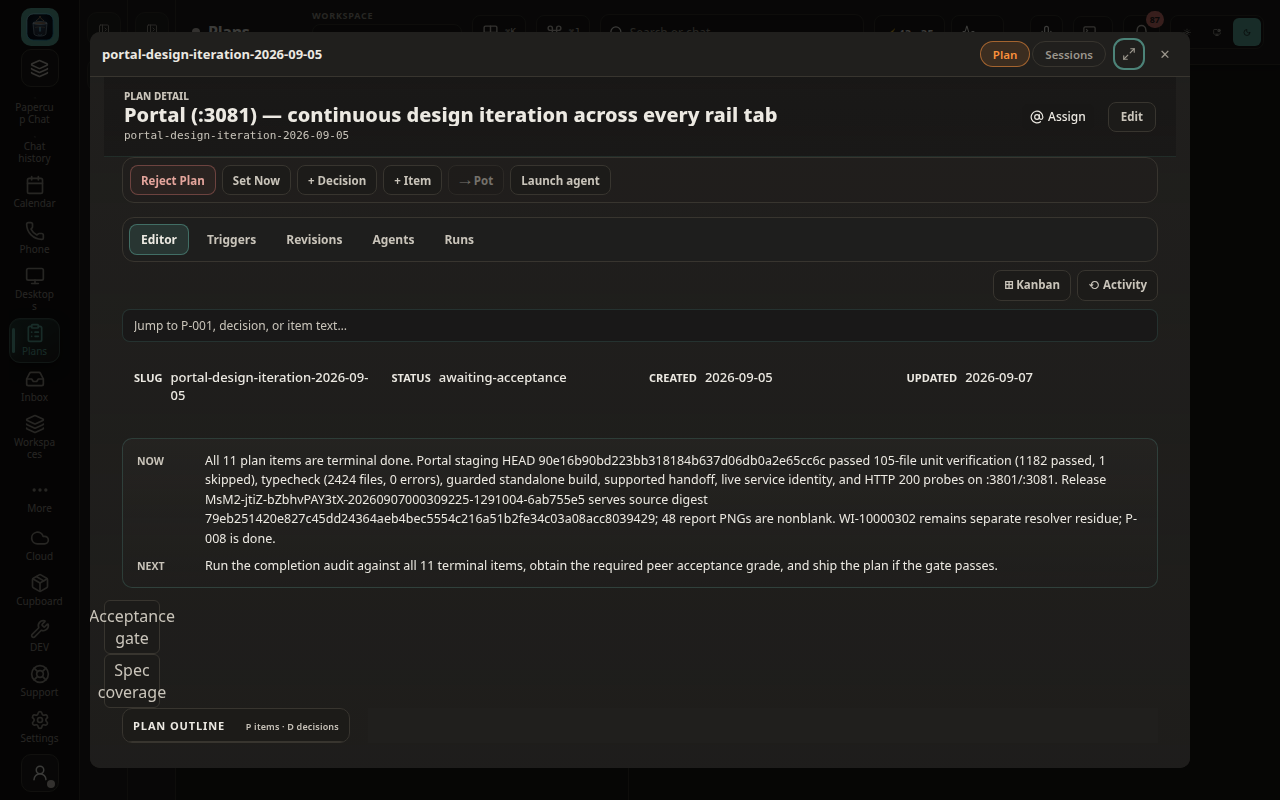 WORKSPACE
Plans
Search or chat
87
Papercu
p Chat
Chat
history
Calendar
Phone
Desktop
s
Plans
Inbox
Workspa
ces
More
Cloud
Cupboard
DEV
Support
Settings
portal-design-iteration-2026-09-05
Plan
Sessions
×
PLAN DETAIL
Portal (:3081) — continuous design iteration across every rail tab
portal-design-iteration-2026-09-05
Assign
Edit
Reject Plan
Set Now
+ Decision
+ Item
→ Pot
Launch agent
Editor
Triggers
Revisions
Agents
Runs
⊞ Kanban
⟲ Activity
Jump to P-001, decision, or item text...
SLUG portal-design-iteration-2026-09-
05
STATUS awaiting-acceptance
CREATED 2026-09-05
UPDATED 2026-09-07
NOW
All 11 plan items are terminal done. Portal staging HEAD 90e16b90bd223bb318184b637d06db0a2e65cc6c passed 105-file unit verification (1182 passed, 1
skipped), typecheck (2424 files, 0 errors), guarded standalone build, supported handoff, live service identity, and HTTP 200 probes on :3801/:3081. Release
MsM2-jtiZ-bZbhvPAY3tX-20260907000309225-1291004-6ab755e5 serves source digest
79eb251420e827c45dd24364aeb4bec5554c216a51b2fe34c03a08acc8039429; 48 report PNGs are nonblank. WI-10000302 remains separate resolver residue; P-
008 is done.
NEXT
Run the completion audit against all 11 terminal items, obtain the required peer acceptance grade, and ship the plan if the gate passes.
Acceptance
gate
Spec
coverage
PLAN OUTLINE
P items · D decisions